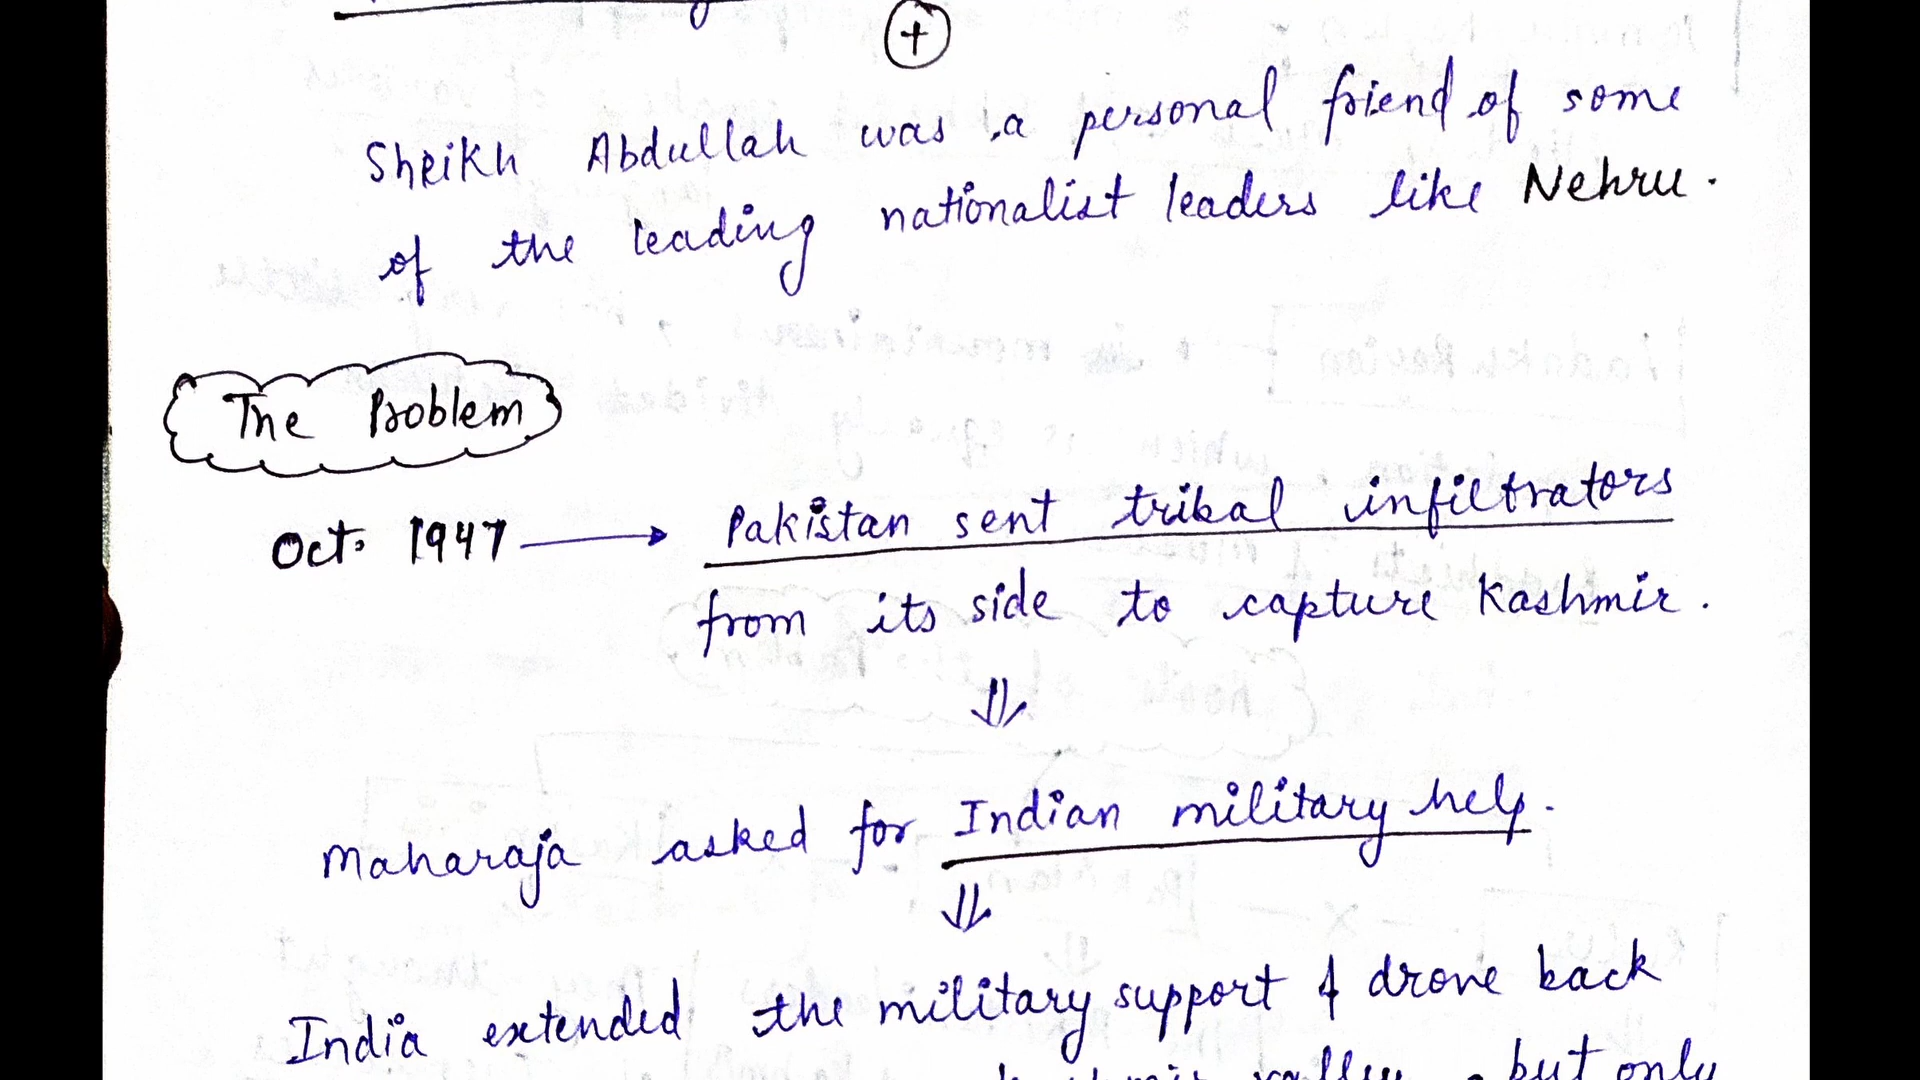 +
Sheikh Abdullah was a personal friend of some
of the leading nationalist leaders like Nehru.
The Problem
Oct. 1947 → Pakistan sent tribal infiltrators
from its side to capture Kashmir.
⇓
Maharaja asked for Indian military help.
⇓
India extended the military support & drove back
valley, but only